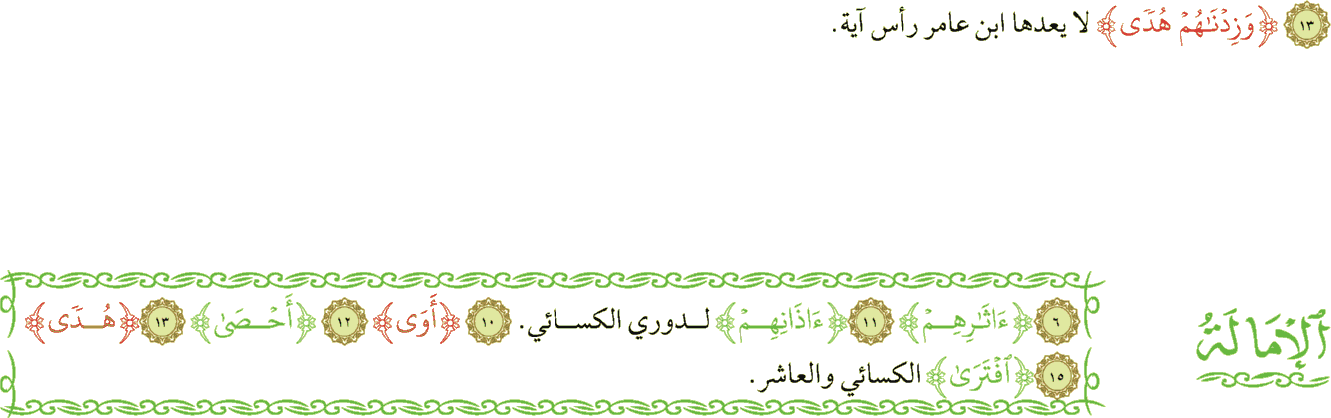 ١٣ ﴿وَزِدْنَٰهُمْ هُدًى﴾ لا يعدها ابن عامر رأس آية.
ٱلْإِمَالَةُ
٦ ﴿ءَاثَٰرِهِمْ﴾ ١١ ﴿ءَاذَانِهِمْ﴾ لـدوري الكسـائي. ١٠ ﴿أَوَى﴾ ١٢ ﴿أَحْصَىٰ﴾ ١٣ ﴿هُدًى﴾
١٥ ﴿ٱفْتَرَىٰ﴾ الكسائي والعاشر.